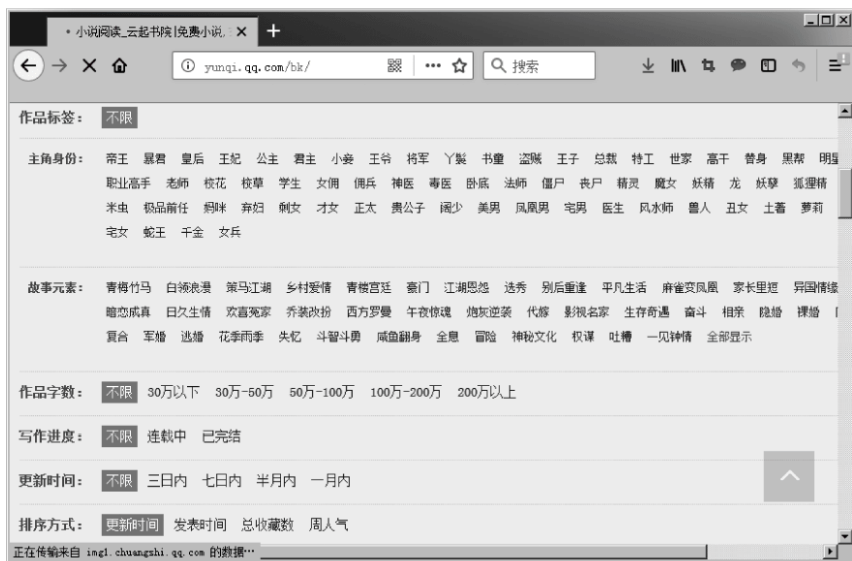 · 小说阅读_云起书院|免费小说,
yunqi.qq.com/bk/
搜索
作品标签: 不限
主角身份: 帝王 暴君 皇后 王妃 公主 君主 小妾 王爷 将军 丫鬟 书童 盗贼 王子 总裁 特工 世家 高干 替身 黑帮 明星
职业高手 老师 校花 校草 学生 女佣 佣兵 神医 毒医 卧底 法师 僵尸 丧尸 精灵 魔女 妖精 龙 妖孽 狐狸精
米虫 极品前任 妈咪 弃妇 剩女 才女 正太 贵公子 阔少 美男 凤凰男 宅男 医生 风水师 兽人 丑女 土著 萝莉
宅女 蛇王 千金 女兵
故事元素: 青梅竹马 白领浪漫 策马江湖 乡村爱情 青楼宫廷 豪门 江湖恩怨 选秀 别后重逢 平凡生活 麻雀变凤凰 家长里短 异国情缘
暗恋成真 日久生情 欢喜冤家 乔装改扮 西方罗曼 午夜惊魂 炮灰逆袭 代嫁 影视名家 生存奇遇 奋斗 相亲 隐婚 裸婚
复合 军婚 逃婚 花季雨季 失忆 斗智斗勇 咸鱼翻身 全息 冒险 神秘文化 权谋 吐槽 一见钟情 全部显示
作品字数: 不限 30万以下 30万-50万 50万-100万 100万-200万 200万以上
写作进度: 不限 连载中 已完结
更新时间: 不限 三日内 七日内 半月内 一月内
排序方式: 更新时间 发表时间 总收藏数 周人气
正在传输来自 img1.chuangshi.qq.com 的数据…